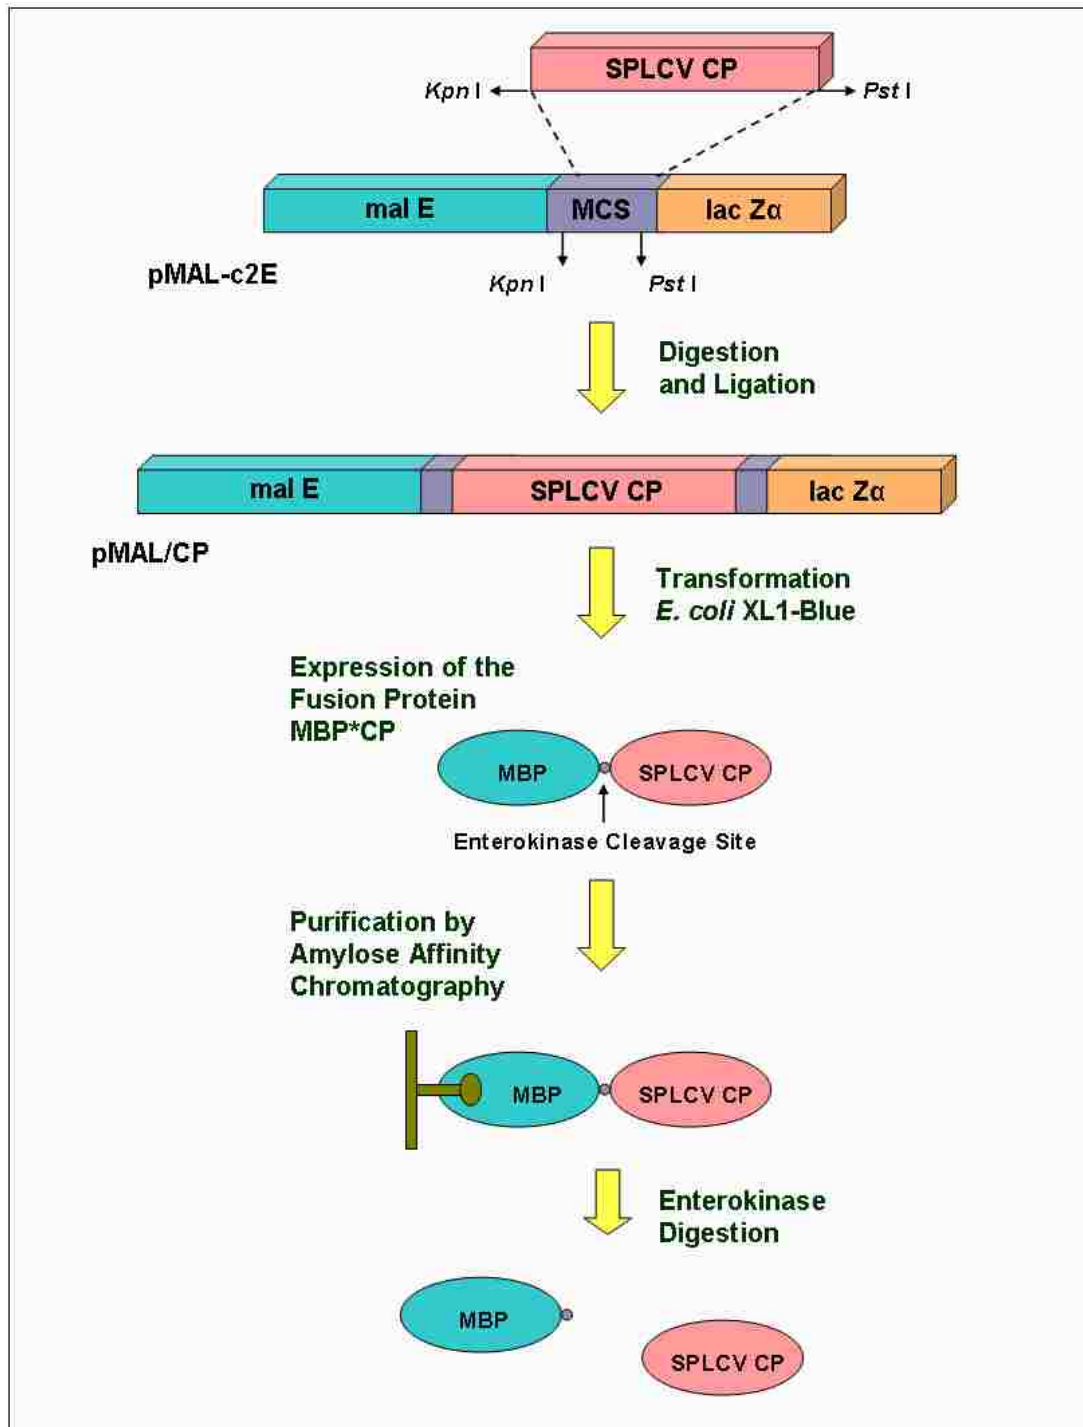 SPLCV CP
Kpn I
Pst I
mal E
MCS
lac Zα
pMAL-c2E
Kpn I
Pst I
Digestion
and Ligation
mal E
SPLCV CP
lac Zα
pMAL/CP
Transformation
E. coli XL1-Blue
Expression of the
Fusion Protein
MBP*CP
MBP
SPLCV CP
Enterokinase Cleavage Site
Purification by
Amylose Affinity
Chromatography
MBP
SPLCV CP
Enterokinase
Digestion
MBP
SPLCV CP